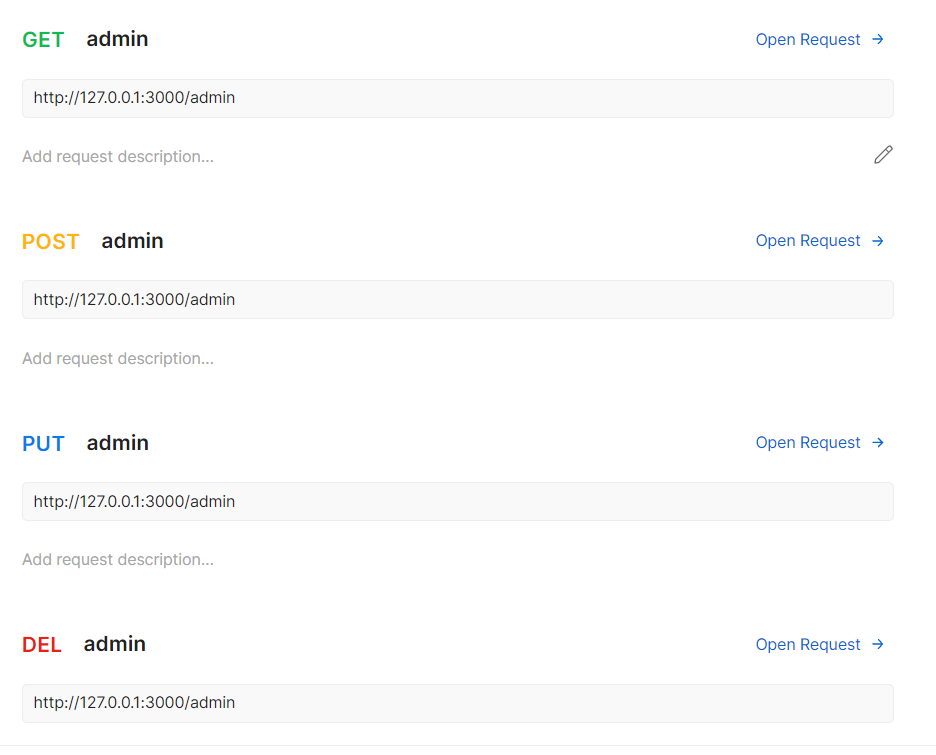 GET admin Open Request →
http://127.0.0.1:3000/admin
Add request description...
POST admin Open Request →
http://127.0.0.1:3000/admin
Add request description...
PUT admin Open Request →
http://127.0.0.1:3000/admin
Add request description...
DEL admin Open Request →
http://127.0.0.1:3000/admin